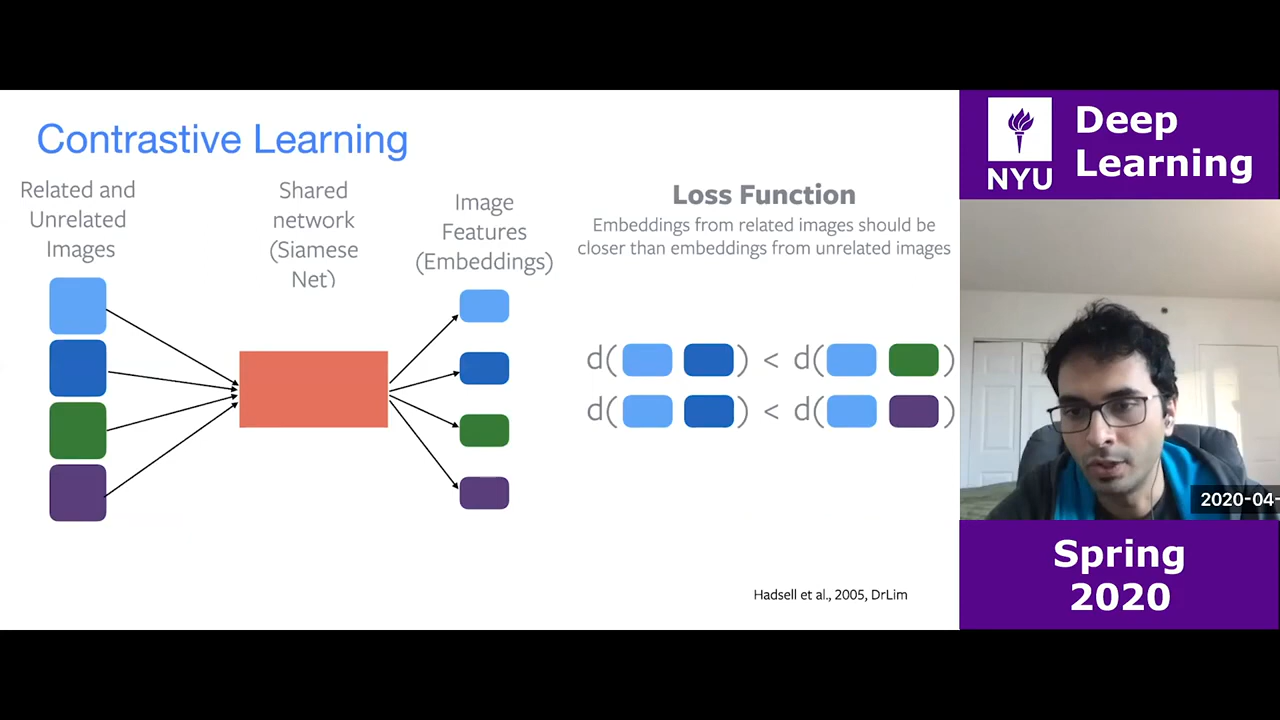 Contrastive Learning
Related and
Unrelated
Images
Shared
network
(Siamese
Net)
Image
Features
(Embeddings)
Loss Function
Embeddings from related images should be
closer than embeddings from unrelated images
d( ) < d( )
d( ) < d( )
Hadsell et al., 2005, DrLim
NYU
Deep
Learning
2020-04-
Spring
2020